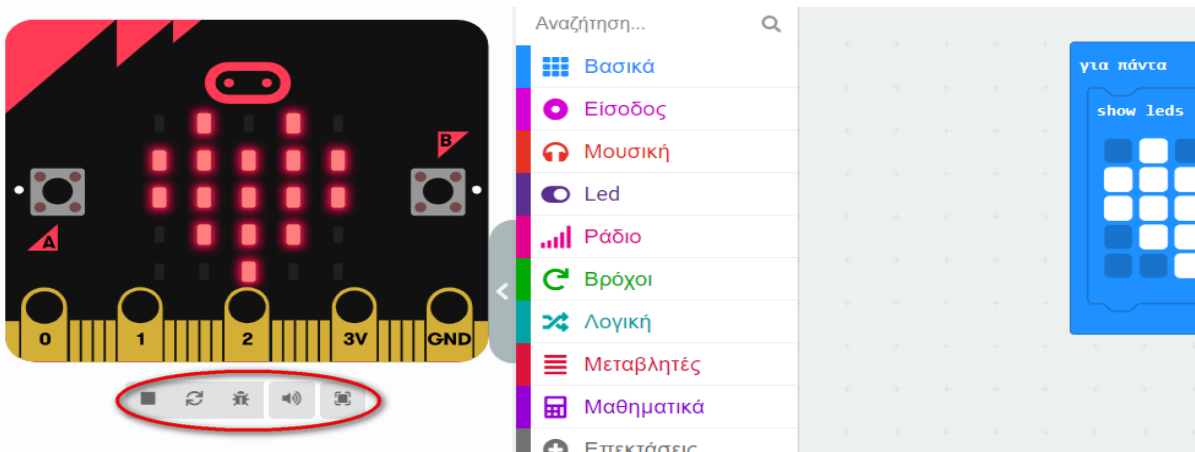 B
A
0 1 2 3V GND
Αναζήτηση...
Βασικά
Είσοδος
Μουσική
Led
Ράδιο
Βρόχοι
Λογική
Μεταβλητές
Μαθηματικά
Επεκτάσεις
για πάντα
show leds